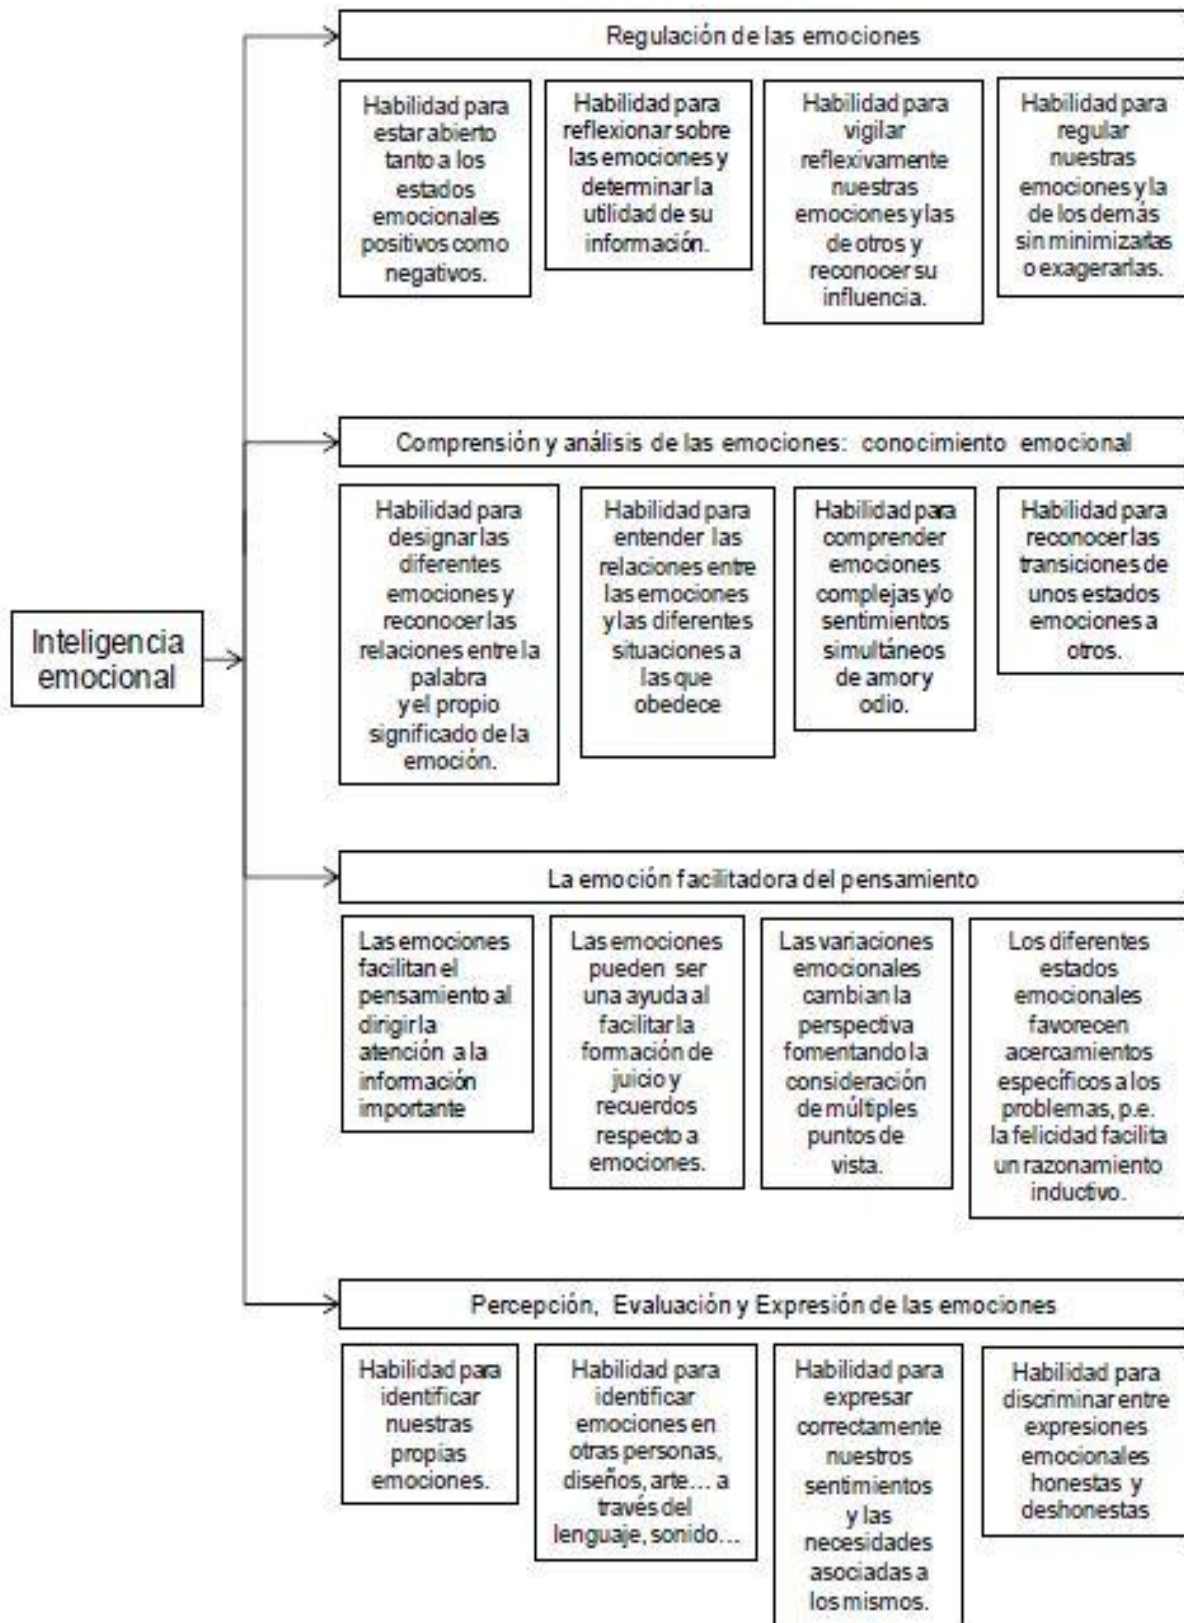 Regulación de las emociones
Habilidad para
estar abierto
tanto a los
estados
emocionales
positivos como
negativos.
Habilidad para
reflexionar sobre
las emociones y
determinar la
utilidad de su
información.
Habilidad para
vigilar
reflexivamente
nuestras
emociones y las
de otros y
reconocer su
influencia.
Habilidad para
regular
nuestras
emociones y la
de los demás
sin minimizarlas
o exagerarlas.
Comprensión y análisis de las emociones: conocimiento emocional
Habilidad para
designar las
diferentes
emociones y
reconocer las
relaciones entre la
palabra
y el propio
significado de la
emoción.
Habilidad para
entender las
relaciones entre
las emociones
y las diferentes
situaciones a
las que
obedece
Habilidad para
comprender
emociones
complejas y/o
sentimientos
simultáneos
de amor y
odio.
Habilidad para
reconocer las
transiciones de
unos estados
emociones a
otros.
Inteligencia
emocional
La emoción facilitadora del pensamiento
Las emociones
facilitan el
pensamiento al
dirigir la
atención a la
información
importante
Las emociones
pueden ser
una ayuda al
facilitar la
formación de
juicio y
recuerdos
respecto a
emociones.
Las variaciones
emocionales
cambian la
perspectiva
fomentando la
consideración
de múltiples
puntos de
vista.
Los diferentes
estados
emocionales
favorecen
acercamientos
específicos a los
problemas, p.e.
la felicidad facilita
un razonamiento
inductivo.
Percepción, Evaluación y Expresión de las emociones
Habilidad para
identificar
nuestras
propias
emociones.
Habilidad para
identificar
emociones en
otras personas,
diseños, arte... a
través del
lenguaje, sonido...
Habilidad para
expresar
correctamente
nuestros
sentimientos
y las
necesidades
asociadas a
los mismos.
Habilidad para
discriminar entre
expresiones
emocionales
honestas y
deshonestas